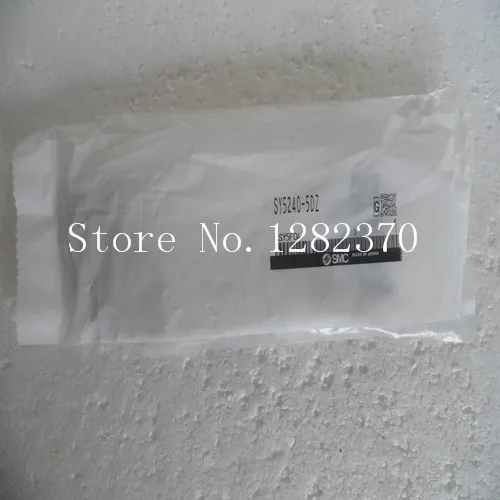 SY5240-5DZ
G
Store No. 1282370
SMC
MADE IN JAPAN